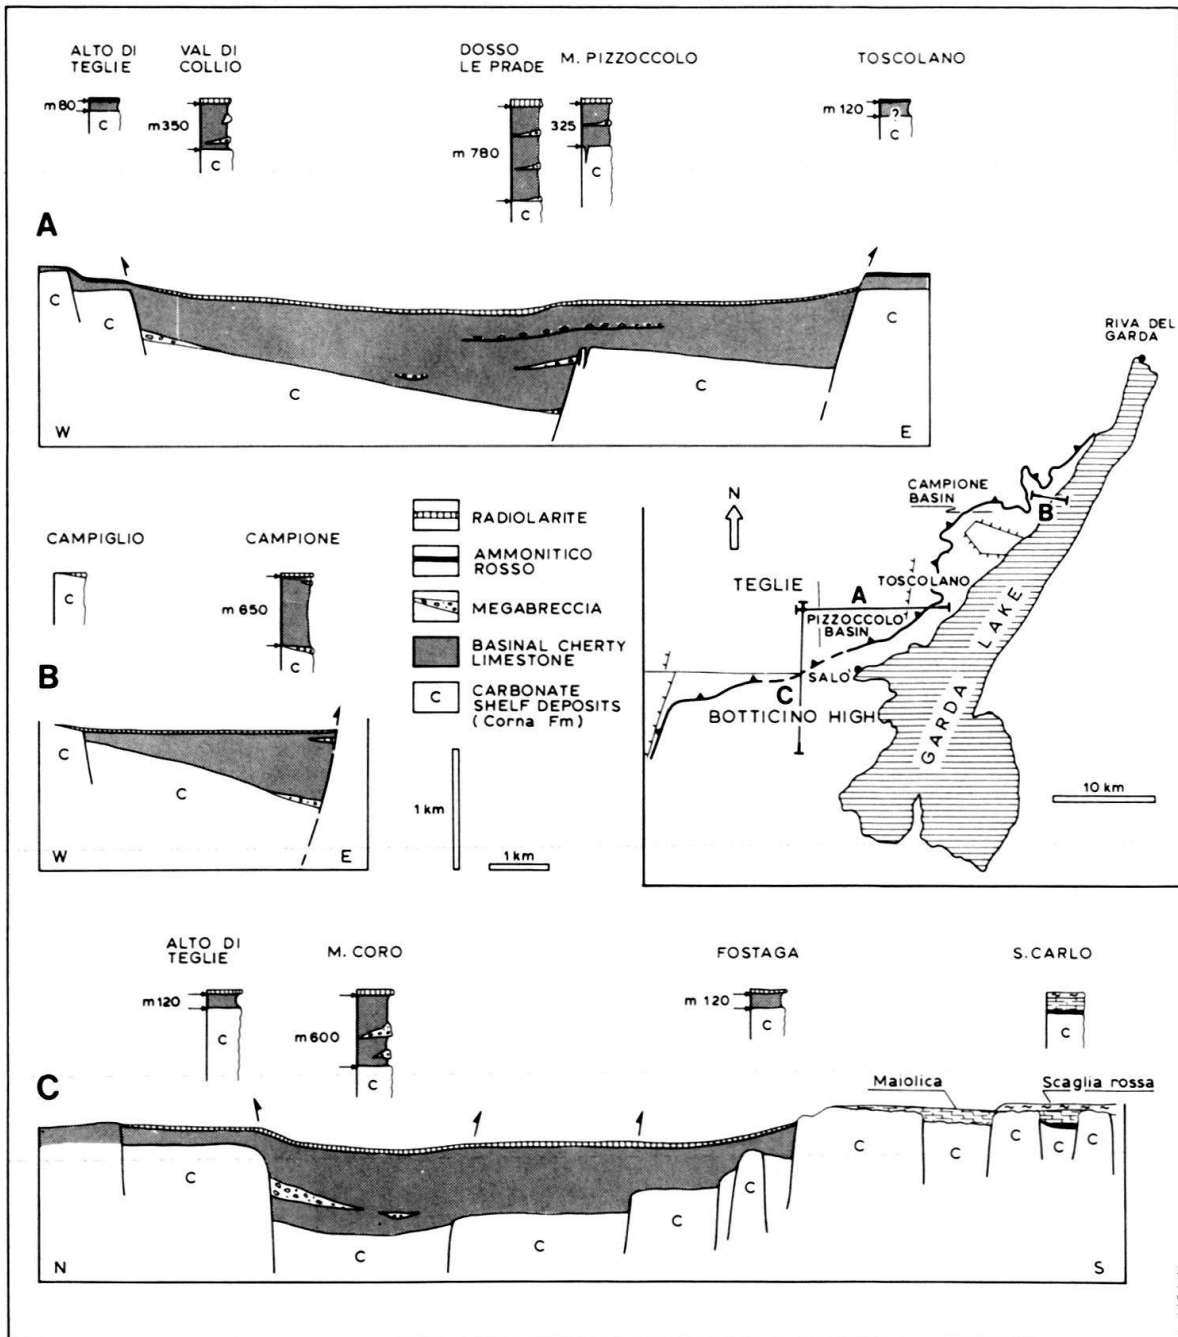 ALTO DI
TEGLIE
VAL DI
COLLIO
DOSSO
LE PRADE
M. PIZZOCCOLO
TOSCOLANO
m 80
C
m 350
C
m 780
C
325
C
m 120
?
C
A
C
C
C
C
C
W
E
CAMPIGLIO
CAMPIONE
C
m 650
C
B
C
C
W
E
RADIOLARITE
AMMONITICO
ROSSO
MEGABRECCIA
BASINAL CHERTY
LIMESTONE
C
CARBONATE
SHELF DEPOSITS
(Corna Fm)
1 km
1 km
RIVA DEL
GARDA
N
CAMPIONE
BASIN
B
TEGLIE
TOSCOLANO
A
PIZZOCCOLO
BASIN
SALO'
C
BOTTICINO HIGH
GARDA LAKE
10 km
ALTO DI
TEGLIE
M. CORO
FOSTAGA
S. CARLO
m 120
C
m 600
C
m 120
C
C
C
Maiolica
Scaglia rossa
C
C
C
C
C
C
C
C
C
C
N
S